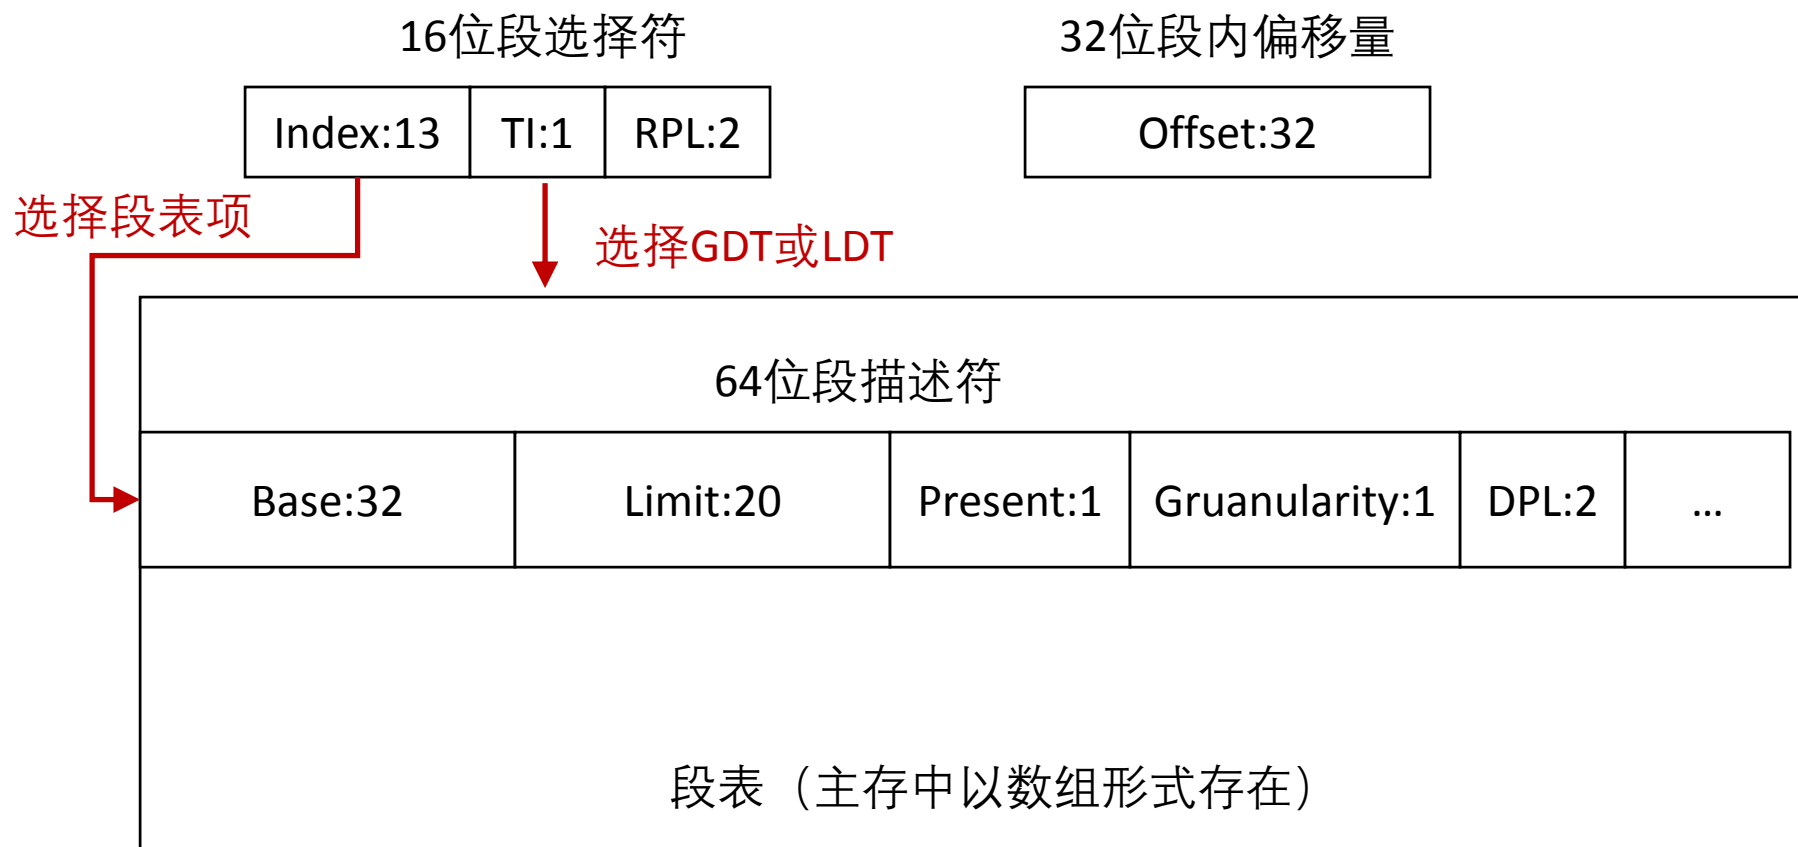 16位段选择符
32位段内偏移量
Index:13
TI:1
RPL:2
Offset:32
选择段表项
选择GDT或LDT
64位段描述符
Base:32
Limit:20
Present:1
Gruanularity:1
DPL:2
...
段表（主存中以数组形式存在）